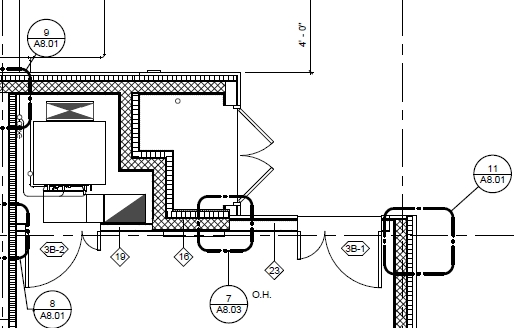 9
A8.01
4' - 0"
11
A8.01
3B-2
19
16
23
3B-1
8
A8.01
7
A8.03
O.H.